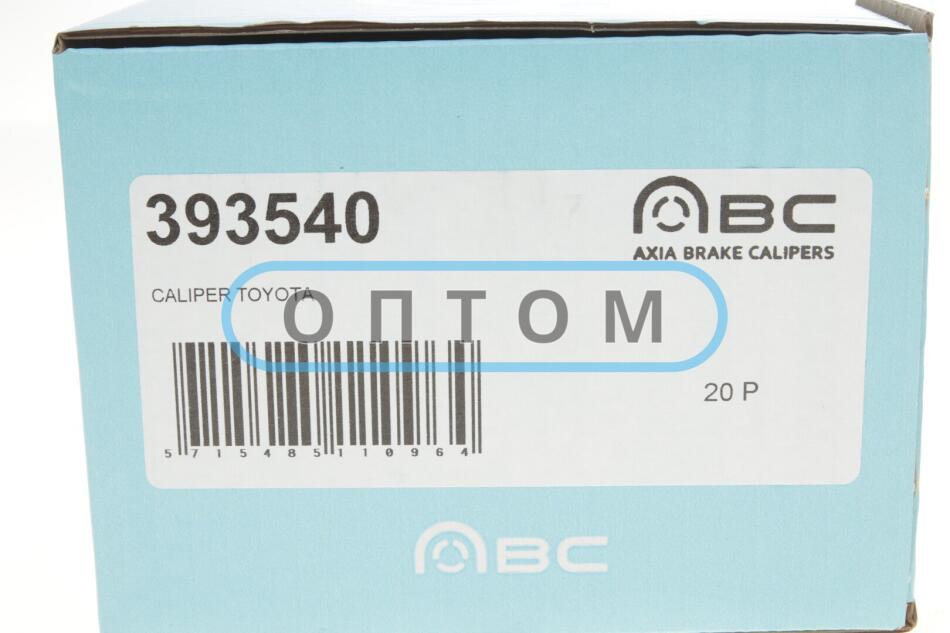 393540
ABC
AXIA BRAKE CALIPERS
CALIPER TOYOTA
ОПТОМ
20 P
5715485110964
ABC